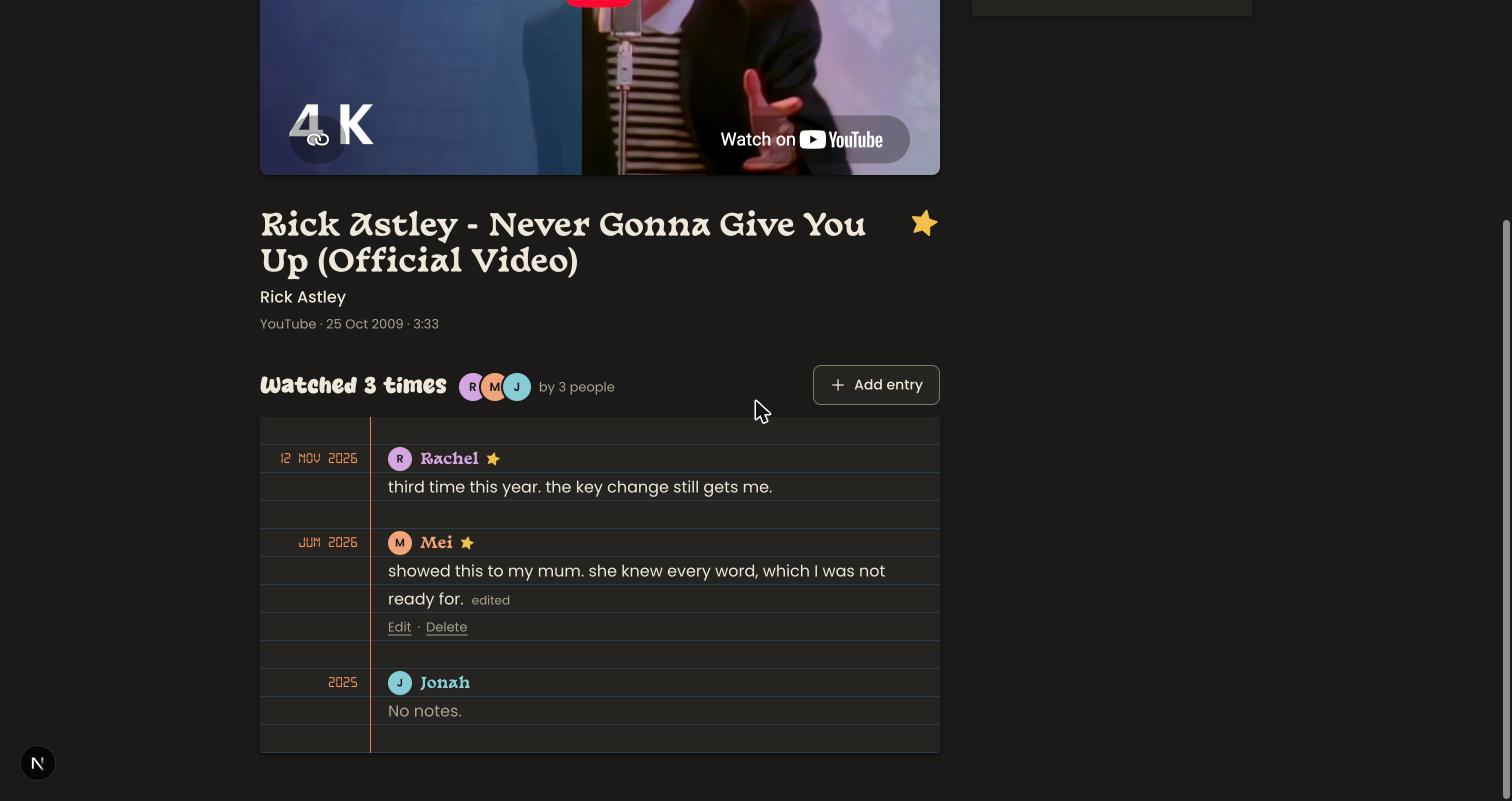 4K
Watch on YouTube
Rick Astley - Never Gonna Give You
Up (Official Video)
Rick Astley
YouTube · 25 Oct 2009 · 3:33
Watched 3 times R M J by 3 people + Add entry
12 NOV 2026 R Rachel
third time this year. the key change still gets me.
JUN 2026 M Mei
showed this to my mum. she knew every word, which I was not
ready for. edited
Edit · Delete
2025 J Jonah
No notes.
N